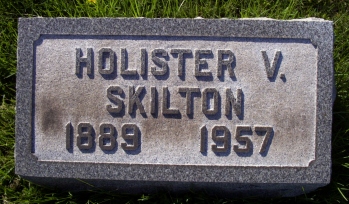 HOLISTER V.
SKILTON
1889 1957